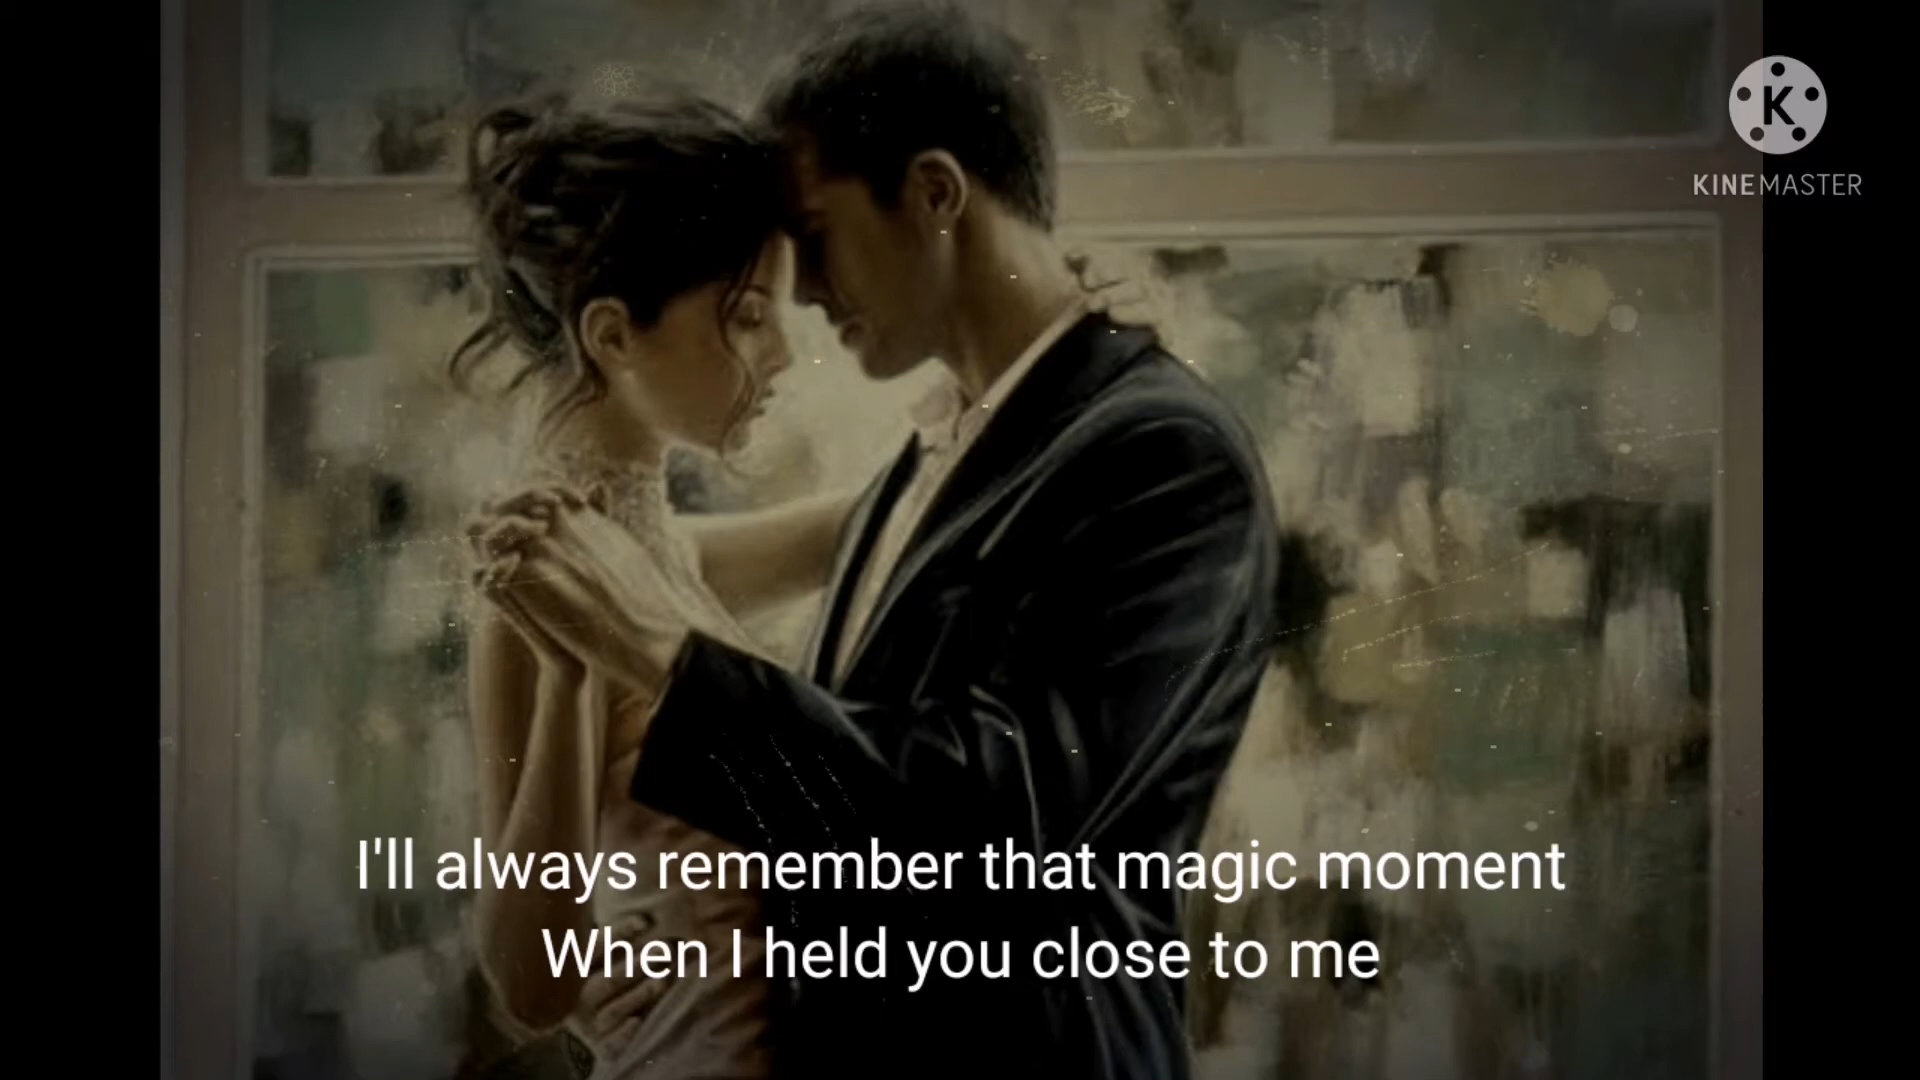 K
KINEMASTER
I'll always remember that magic moment
When I held you close to me